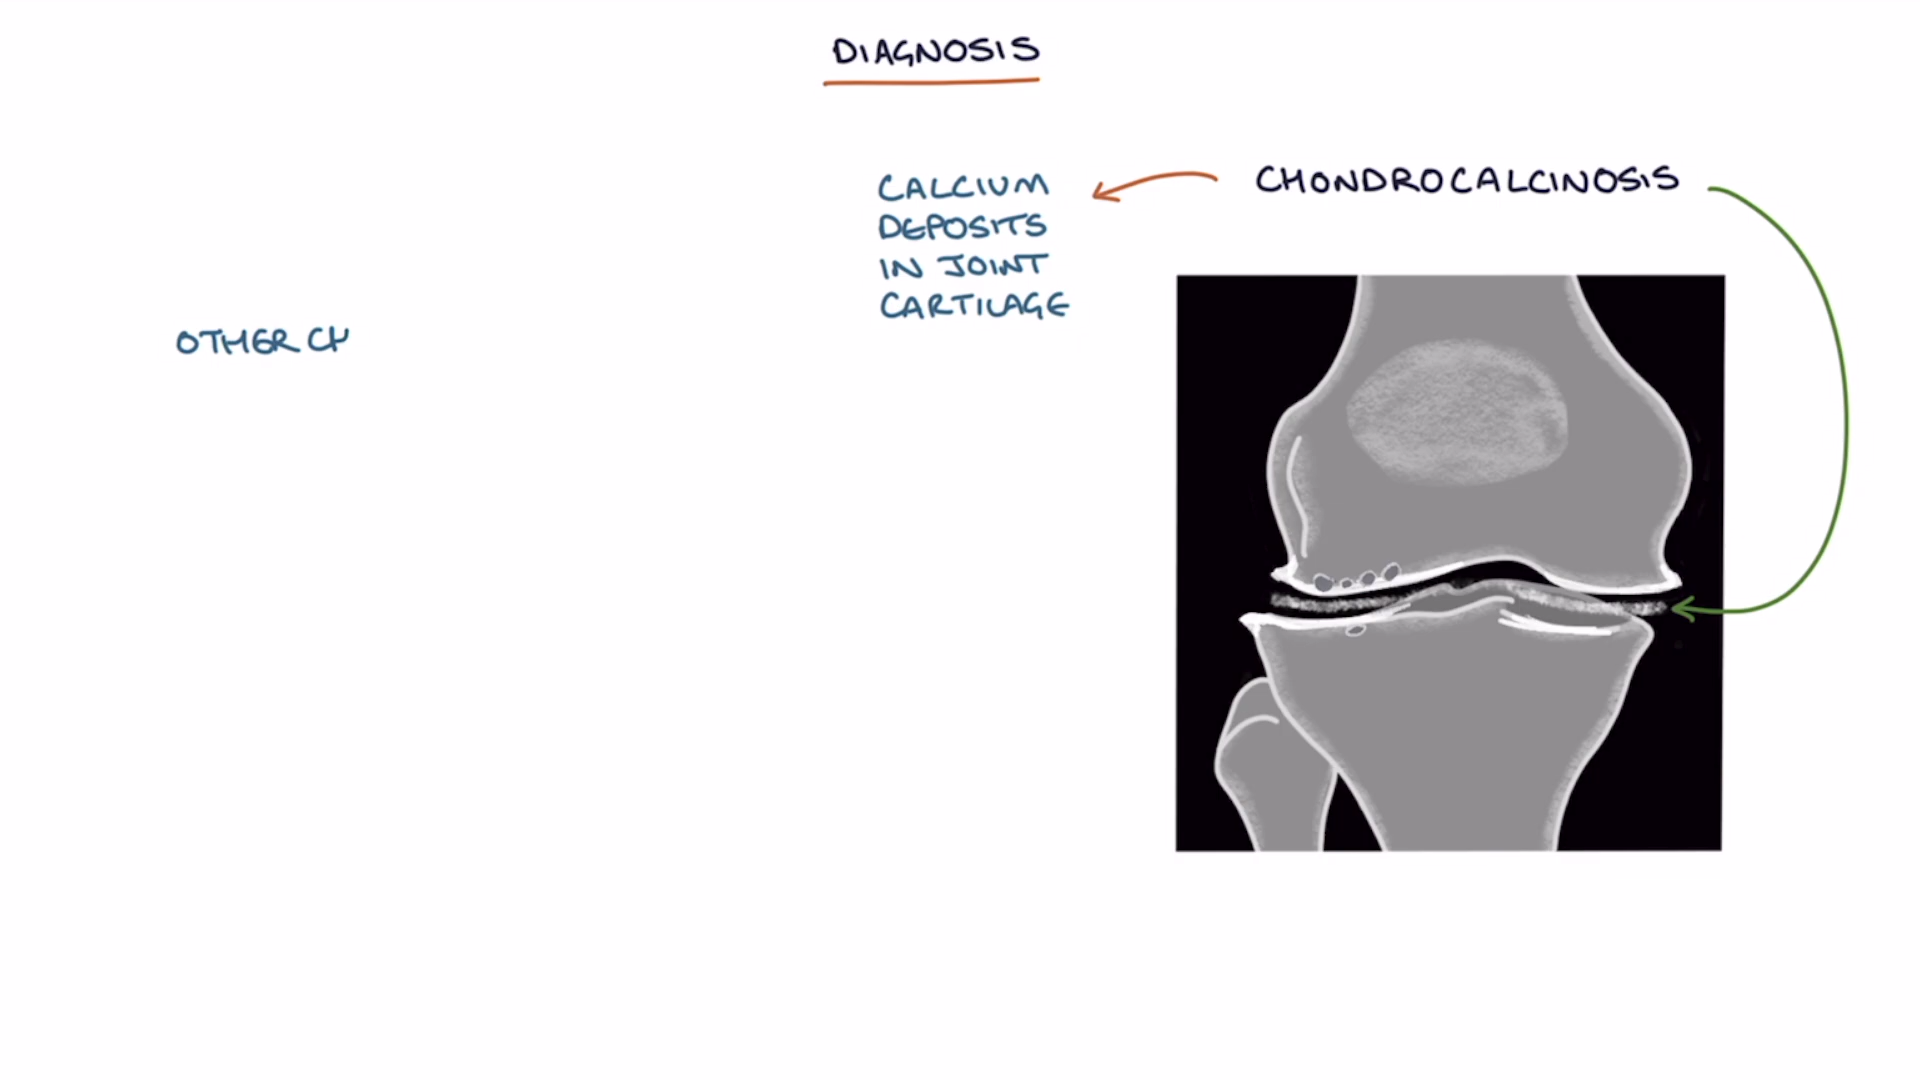 DIAGNOSIS
CHONDROCALCINOSIS
CALCIUM
DEPOSITS
IN JOINT
CARTILAGE
OTHER CH